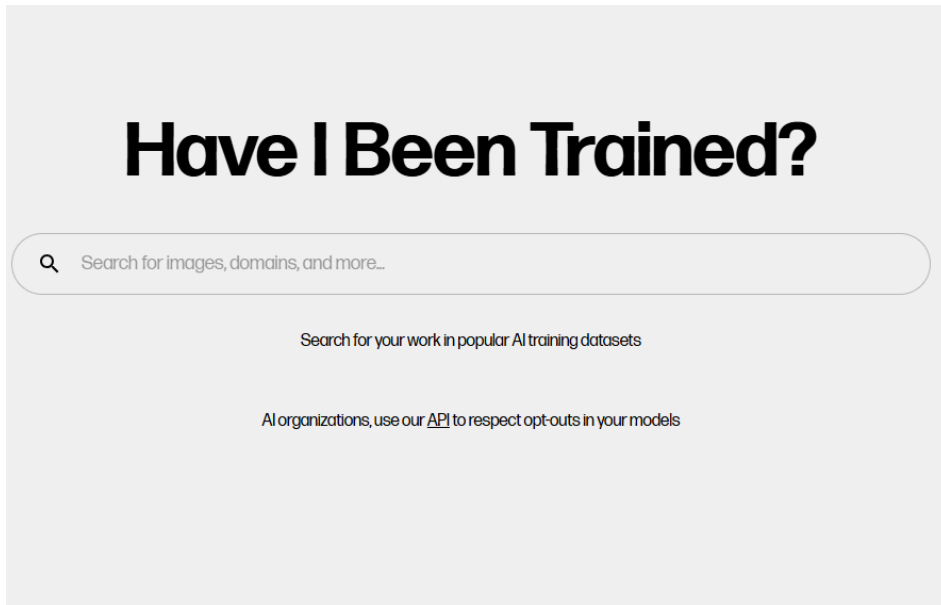 Have I Been Trained?
Search for images, domains, and more...
Search for your work in popular AI training datasets
AI organizations, use our API to respect opt-outs in your models